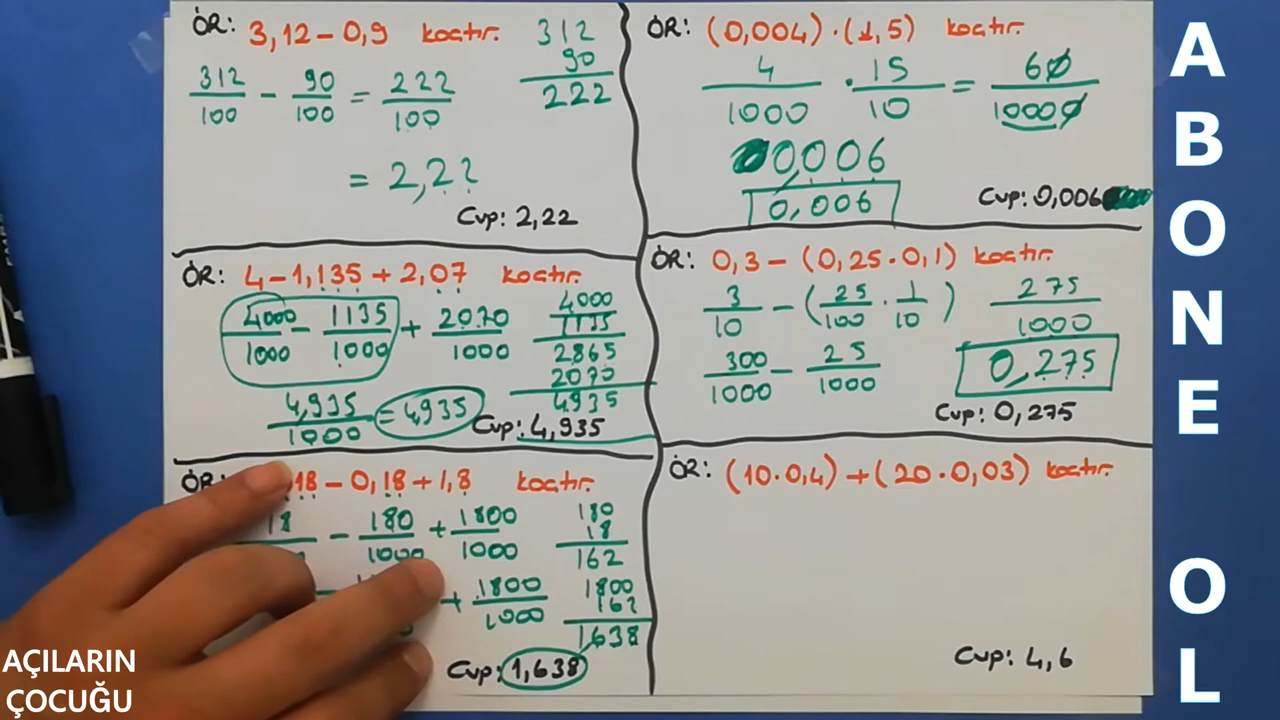 ÖR: 3,12 - 0,9 kaçtır.
312/100 - 90/100 = 222/100
= 2,22
312
90
222
Cvp: 2,22
ÖR: (0,004) · (1,5) kaçtır.
4/1000 · 15/10 = 60/10000
0,006
0,006
Cvp: 0,006
ÖR: 4 - 1,135 + 2,07 kaçtır.
4000/1000 - 1135/1000 + 2070/1000
4,935/1000 = 4,935
4000
1135
2865
2070
4935
Cvp: 4,935
ÖR: 0,3 - (0,25 · 0,1) kaçtır.
3/10 - (25/100 · 1/10)
300/1000 - 25/1000
275/1000
0,275
Cvp: 0,275
ÖR: 18 - 0,18 + 1,8 kaçtır.
18 - 180/1000 + 1800/1000
+ 1800/1000
180
18
162
1800
162
1638
Cvp: 1,638
ÖR: (10 · 0,4) + (20 · 0,03) kaçtır.
Cvp: 4,6
ABONE OL
AÇILARIN
ÇOCUĞU